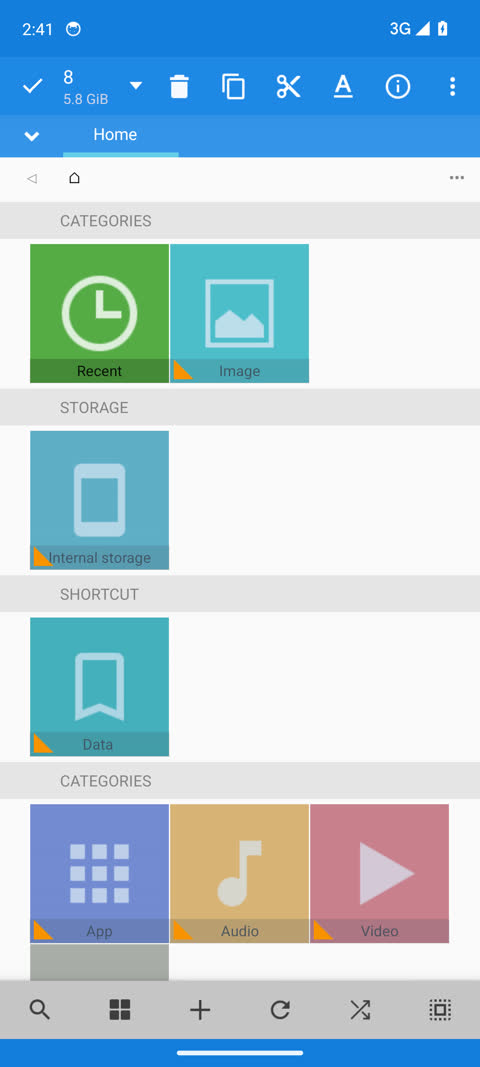 2:41
3G
8
5.8 GiB
A
Home
CATEGORIES
Recent
Image
STORAGE
Internal storage
SHORTCUT
Data
CATEGORIES
App
Audio
Video